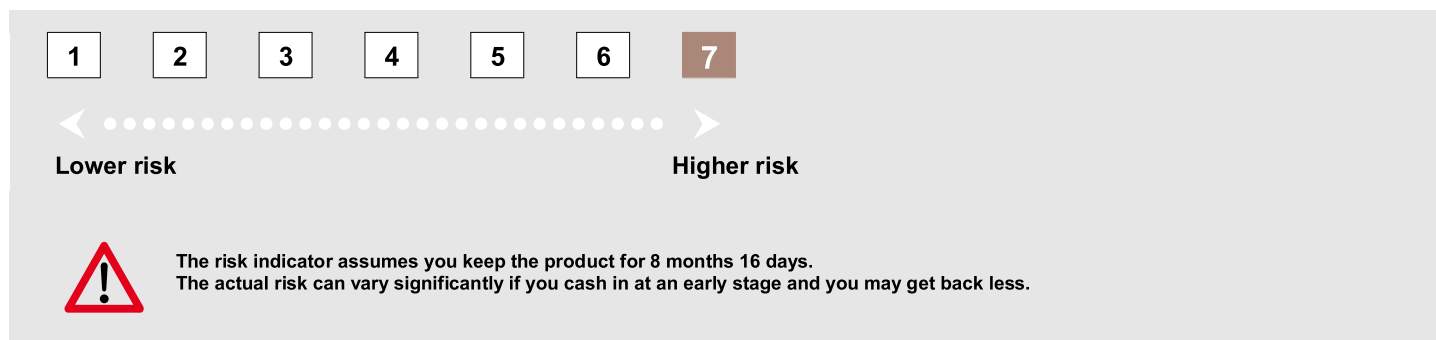 1 2 3 4 5 6 7
Lower risk Higher risk
The risk indicator assumes you keep the product for 8 months 16 days.
The actual risk can vary significantly if you cash in at an early stage and you may get back less.